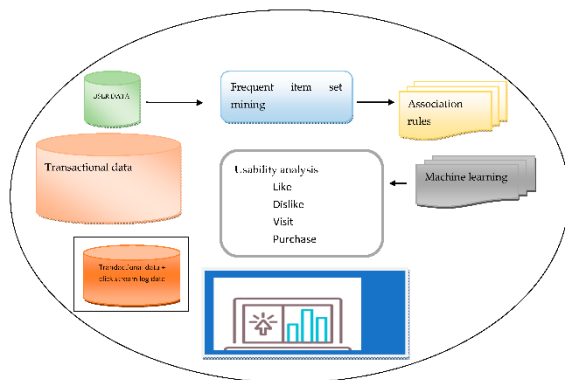 USER DATA
Frequent item set
mining
Association
rules
Transactional data
Usability analysis
Like
Dislike
Visit
Purchase
Machine learning
Transactional data +
click stream log data